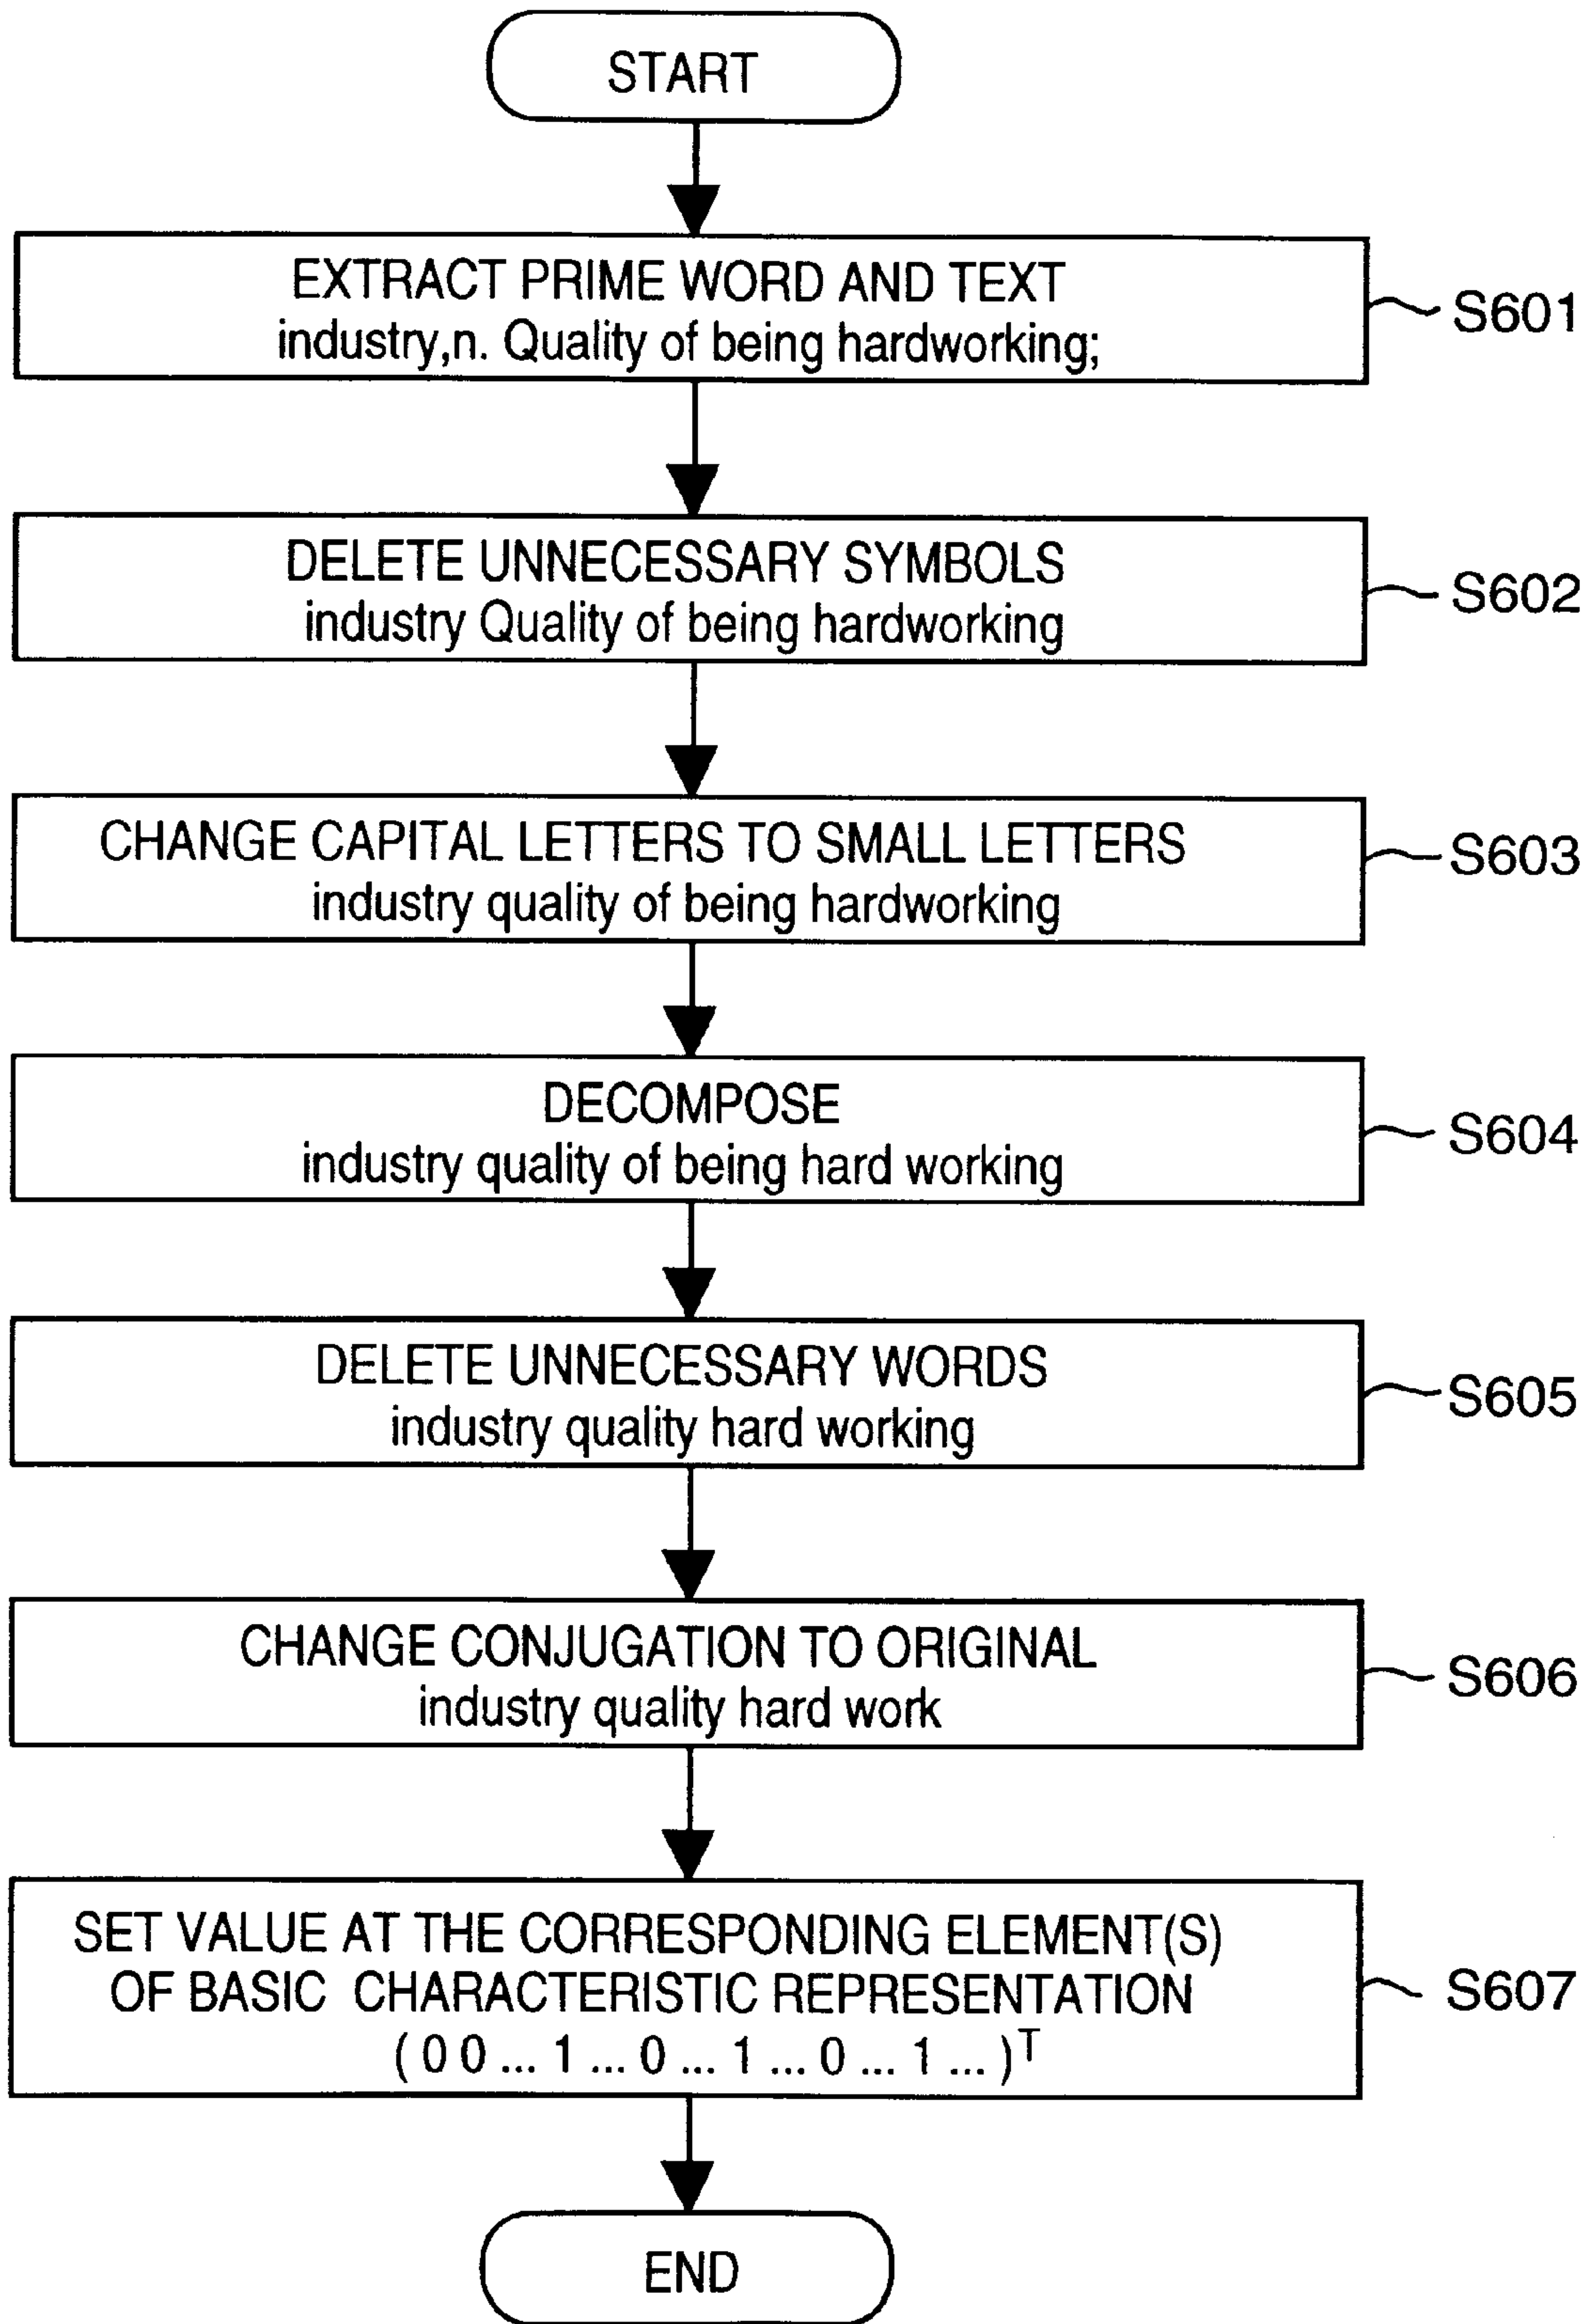 START
EXTRACT PRIME WORD AND TEXT
industry,n. Quality of being hardworking;
S601
DELETE UNNECESSARY SYMBOLS
industry Quality of being hardworking
S602
CHANGE CAPITAL LETTERS TO SMALL LETTERS
industry quality of being hardworking
S603
DECOMPOSE
industry quality of being hard working
S604
DELETE UNNECESSARY WORDS
industry quality hard working
S605
CHANGE CONJUGATION TO ORIGINAL
industry quality hard work
S606
SET VALUE AT THE CORRESPONDING ELEMENT(S)
OF BASIC CHARACTERISTIC REPRESENTATION
( 0 0 ... 1 ... 0 ... 1 ... 0 ... 1 ... )ᵀ
S607
END